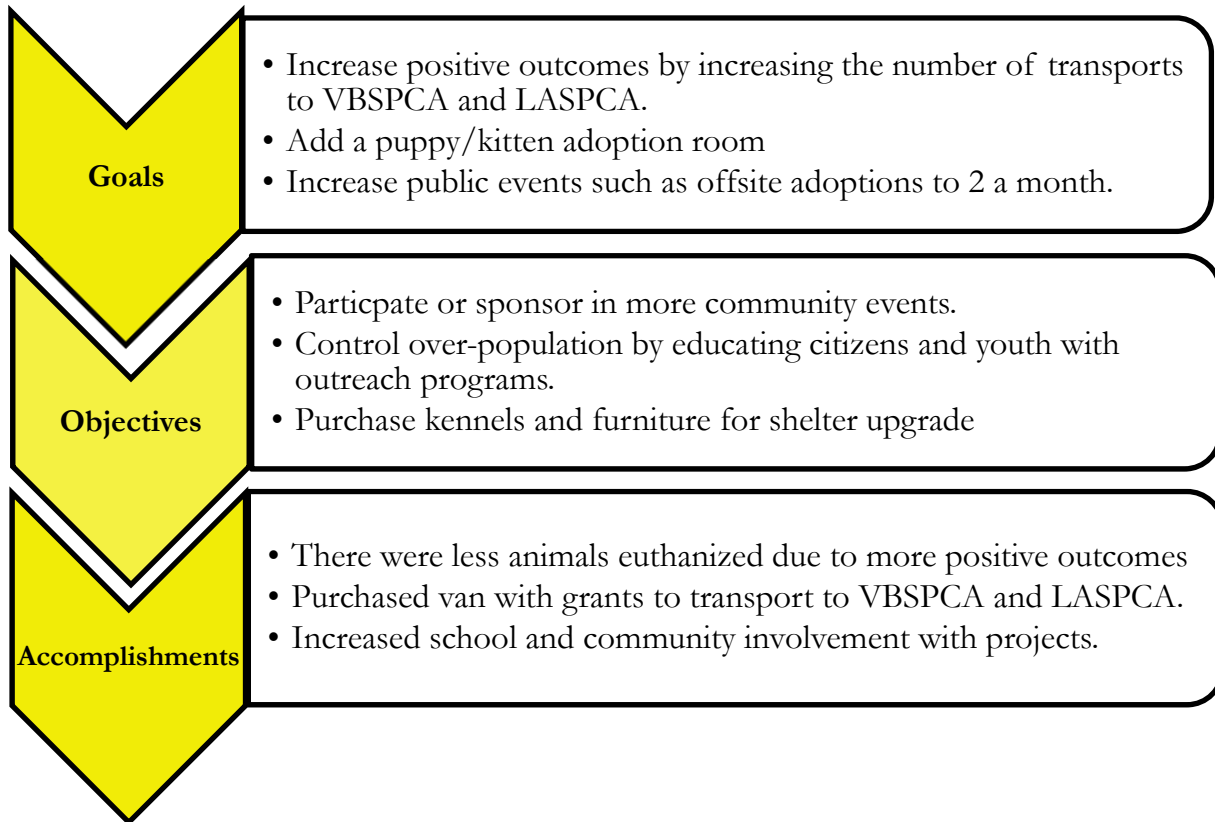 Goals
• Increase positive outcomes by increasing the number of transports
to VBSPCA and LASPCA.
• Add a puppy/kitten adoption room
• Increase public events such as offsite adoptions to 2 a month.
Objectives
• Particpate or sponsor in more community events.
• Control over-population by educating citizens and youth with
outreach programs.
• Purchase kennels and furniture for shelter upgrade
Accomplishments
• There were less animals euthanized due to more positive outcomes
• Purchased van with grants to transport to VBSPCA and LASPCA.
• Increased school and community involvement with projects.